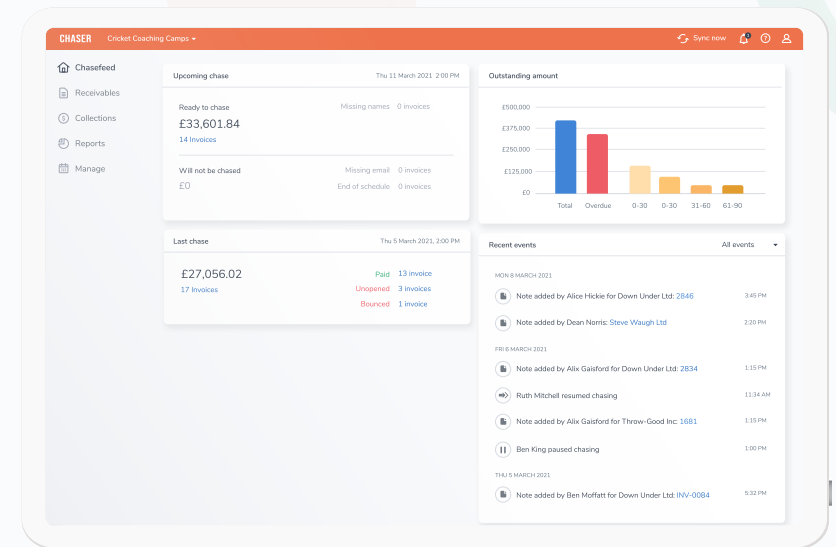 CHASER Cricket Coaching Camps Sync now
Chasefeed
Receivables
Collections
Reports
Manage
Upcoming chase Thu 11 March 2021 2:00 PM
Ready to chase Missing names 0 invoices
£33,601.84
14 Invoices
Will not be chased Missing email 0 invoices
£0 End of schedule 0 invoices
Last chase Thu 5 March 2021, 2:00 PM
£27,056.02 Paid 13 invoice
17 Invoices Unopened 3 invoices
Bounced 1 invoice
Outstanding amount
£500,000
£375,000
£250,000
£125,000
£0
Total Overdue 0-30 0-30 31-60 61-90
Recent events All events
MON 8 MARCH 2021
Note added by Alice Hickie for Down Under Ltd: 2846 3:45 PM
Note added by Dean Norris: Steve Waugh Ltd 2:20 PM
FRI 6 MARCH 2021
Note added by Alix Gaisford for Down Under Ltd: 2834 1:15 PM
Ruth Mitchell resumed chasing 11:34 AM
Note added by Alix Gaisford for Throw-Good Inc: 1681 1:15 PM
Ben King paused chasing 1:00 PM
THU 5 MARCH 2021
Note added by Ben Moffatt for Down Under Ltd: INV-0084 5:32 PM